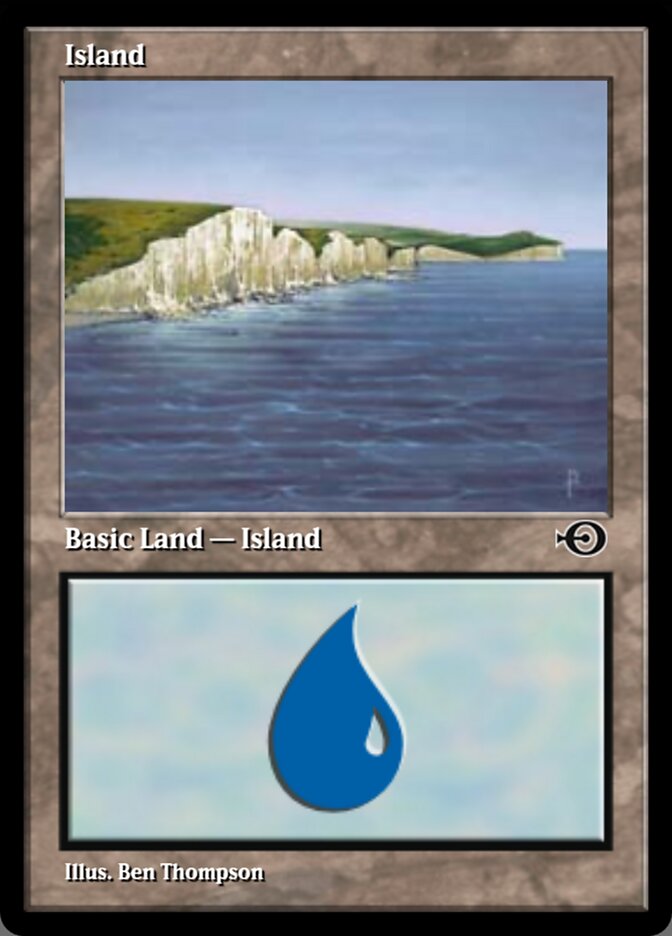 Island
Basic Land — Island
Illus. Ben Thompson